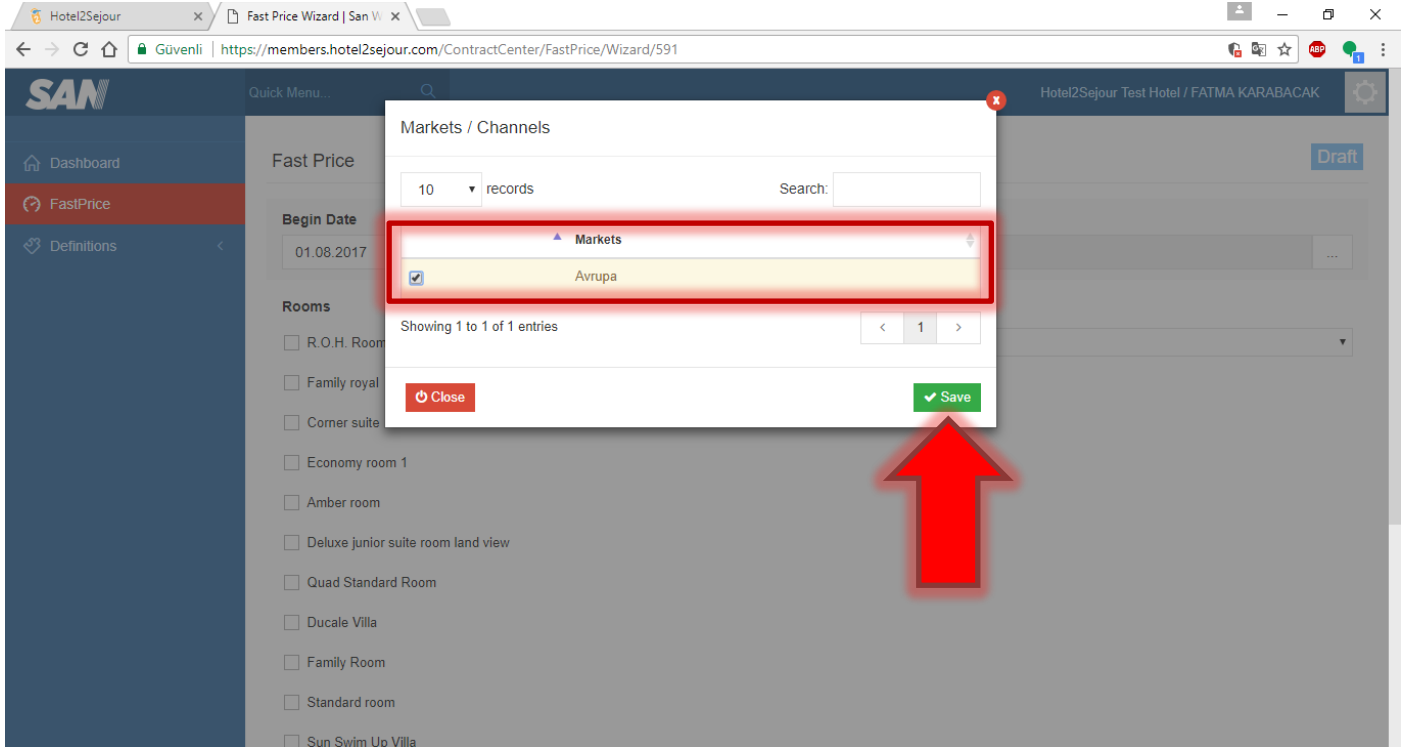 Hotel2Sejour
Fast Price Wizard | San W
Güvenli | https://members.hotel2sejour.com/ContractCenter/FastPrice/Wizard/591
ABP
1
SAN
Quick Menu...
Hotel2Sejour Test Hotel / FATMA KARABACAK
Dashboard
FastPrice
Definitions
Fast Price
Draft
Begin Date
01.08.2017
...
Rooms
R.O.H. Room
Family royal
Corner suite
Economy room 1
Amber room
Deluxe junior suite room land view
Quad Standard Room
Ducale Villa
Family Room
Standard room
Sun Swim Up Villa
Markets / Channels
10 records
Search:
Markets
Avrupa
Showing 1 to 1 of 1 entries
< 1 >
Close
Save